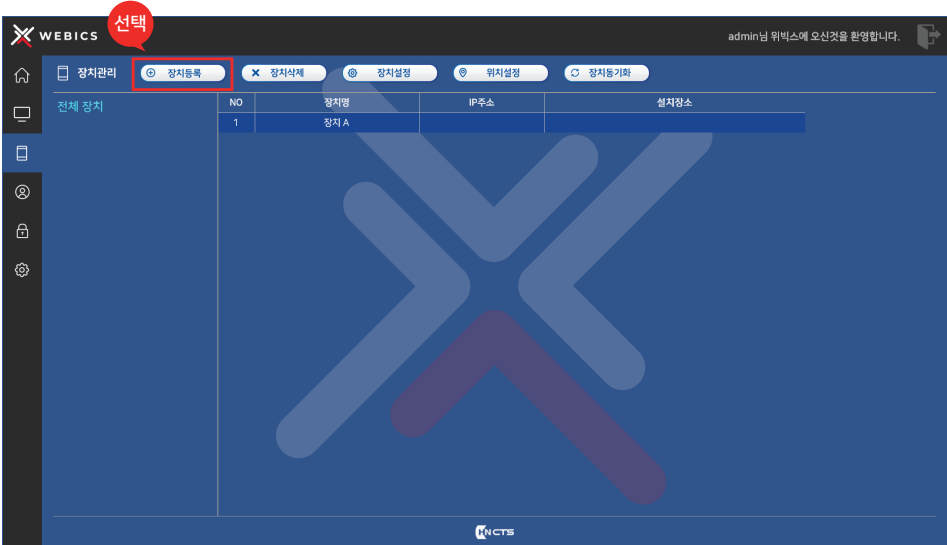 선택
WEBICS
admin님 위빅스에 오신것을 환영합니다.
장치관리 장치등록 장치삭제 장치설정 위치설정 장치동기화
전체 장치
NO 장치명 IP주소 설치장소
1 장치 A
HN CTS